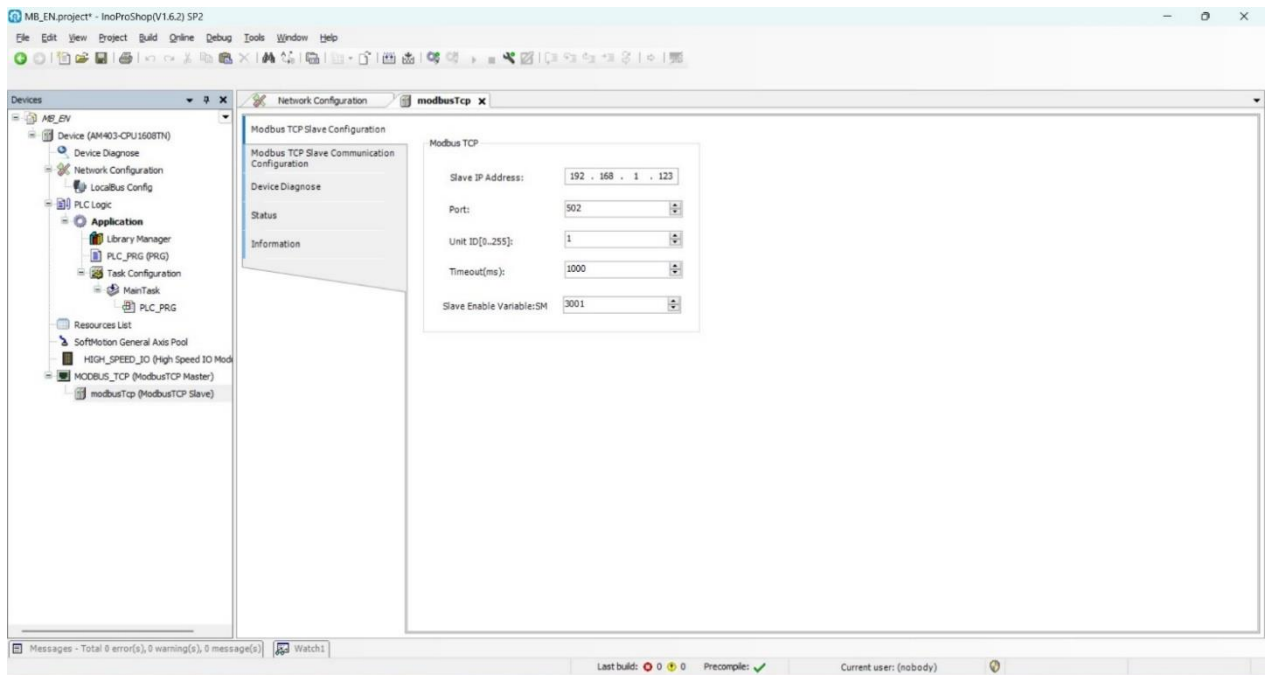 MB_EN.project* - InoProShop(V1.6.2) SP2
File Edit View Project Build Online Debug Tools Window Help
Devices
Network Configuration
modbusTcp
MB_EN
Device (AM403-CPU1608TN)
Device Diagnose
Network Configuration
LocalBus Config
PLC Logic
Application
Library Manager
PLC_PRG (PRG)
Task Configuration
MainTask
PLC_PRG
Resources List
SoftMotion General Axis Pool
HIGH_SPEED_IO (High Speed IO Modu
MODBUS_TCP (ModbusTCP Master)
modbusTcp (ModbusTCP Slave)
Modbus TCP Slave Configuration
Modbus TCP Slave Communication
Configuration
Device Diagnose
Status
Information
Modbus TCP
Slave IP Address: 192 . 168 . 1 . 123
Port: 502
Unit ID[0..255]: 1
Timeout(ms): 1000
Slave Enable Variable:SM 3001
Messages - Total 0 error(s), 0 warning(s), 0 message(s)
Watch1
Last build: 0 0 Precompile: Current user: (nobody)